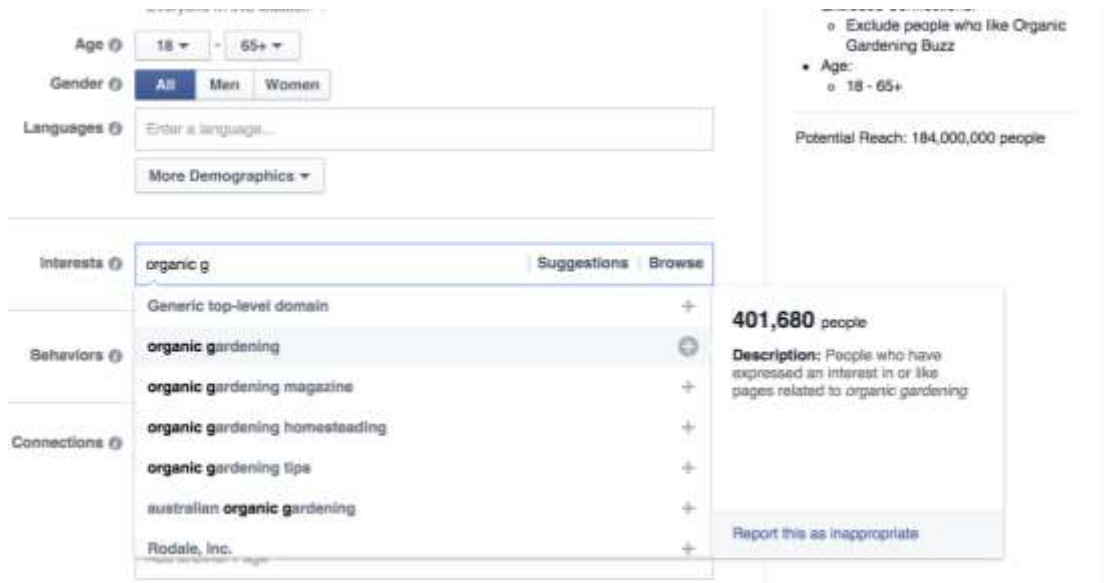 Exclude people who like Organic
Gardening Buzz
Age 18 - 65+
Age:
18 - 65+
Gender All Men Women
Languages Enter a language...
Potential Reach: 184,000,000 people
More Demographics
Interests organic g Suggestions Browse
Generic top-level domain
organic gardening
organic gardening magazine
organic gardening homesteading
organic gardening tips
australian organic gardening
Rodale, Inc.
401,680 people
Description: People who have
expressed an interest in or like
pages related to organic gardening
Report this as inappropriate
Behaviors
Connections